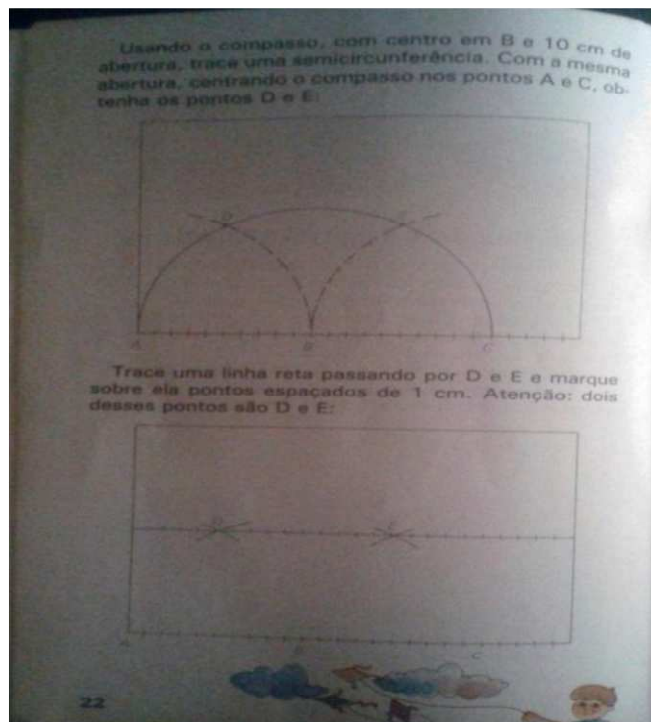 Usando o compasso, com centro em B e 10 cm de
abertura, trace uma semicircunferência. Com a mesma
abertura, centrando o compasso nos pontos A e C, ob-
tenha os pontos D e E:
D E
A B C
Trace uma linha reta passando por D e E e marque
sobre ela pontos espaçados de 1 cm. Atenção: dois
desses pontos são D e E:
D E
A B C
22